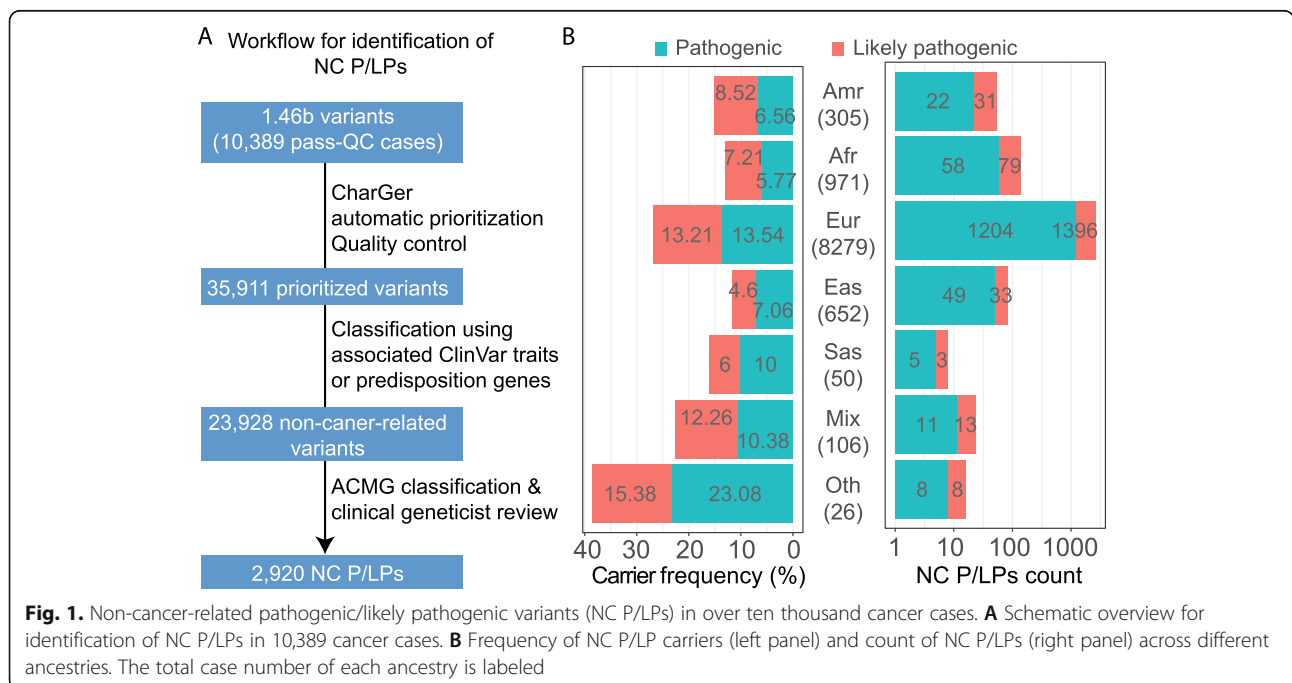 A
Workflow for identification of
NC P/LPs
1.46b variants
(10,389 pass-QC cases)
CharGer
automatic prioritization
Quality control
35,911 prioritized variants
Classification using
associated ClinVar traits
or predisposition genes
23,928 non-caner-related
variants
ACMG classification &
clinical geneticist review
2,920 NC P/LPs
B
Pathogenic
Likely pathogenic
8.52
6.56
Amr
(305)
22
31
7.21
5.77
Afr
(971)
58
79
13.21
13.54
Eur
(8279)
1204
1396
4.6
7.06
Eas
(652)
49
33
6
10
Sas
(50)
5
3
12.26
10.38
Mix
(106)
11
13
15.38
23.08
Oth
(26)
8
8
40 30 20 10 0
Carrier frequency (%)
1 10 100 1000
NC P/LPs count
Fig. 1. Non-cancer-related pathogenic/likely pathogenic variants (NC P/LPs) in over ten thousand cancer cases. A Schematic overview for
identification of NC P/LPs in 10,389 cancer cases. B Frequency of NC P/LP carriers (left panel) and count of NC P/LPs (right panel) across different
ancestries. The total case number of each ancestry is labeled